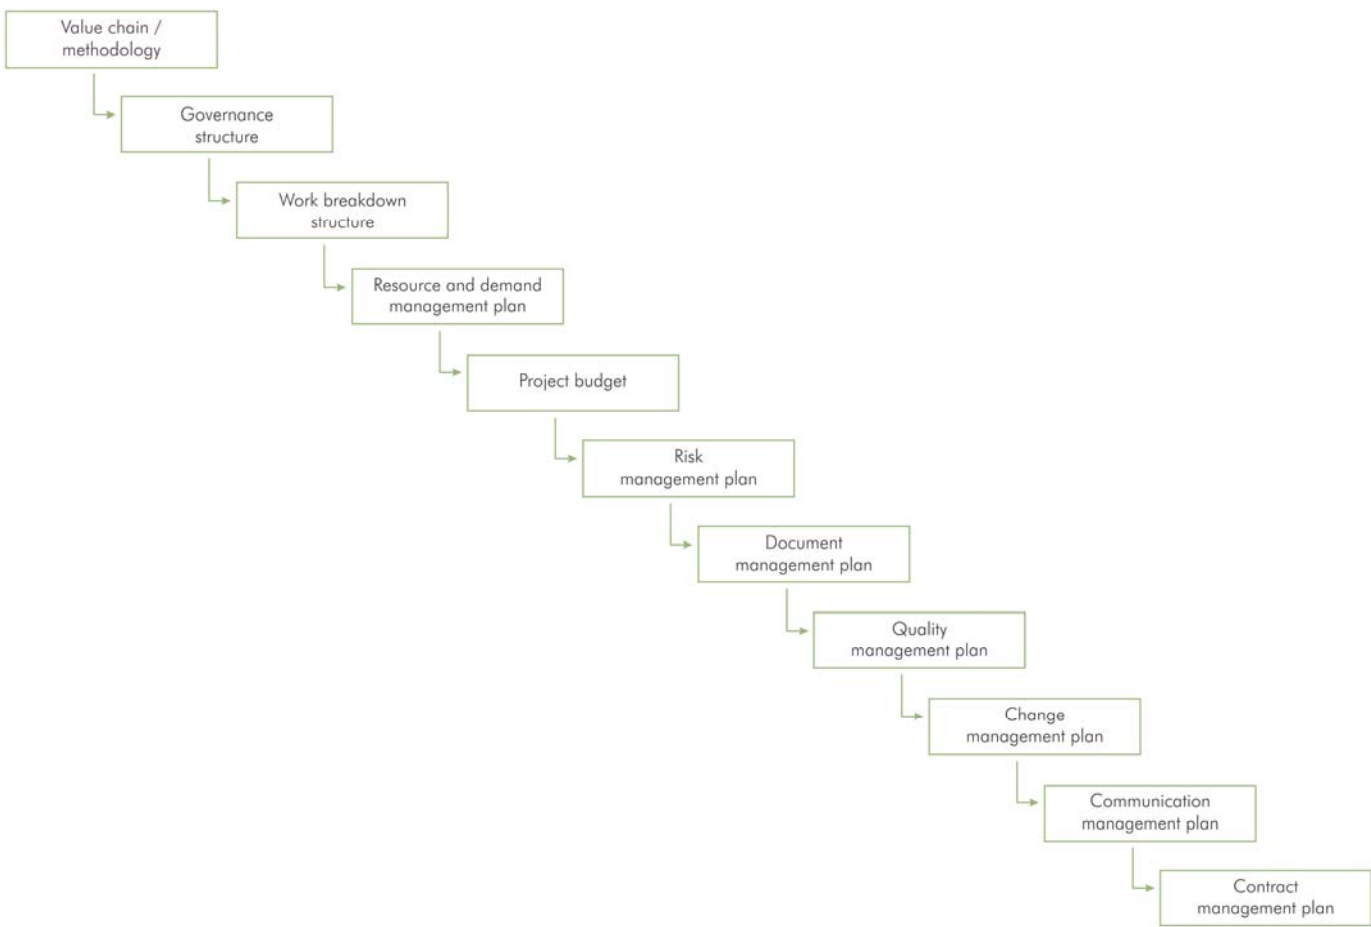 Value chain /
methodology
Governance
structure
Work breakdown
structure
Resource and demand
management plan
Project budget
Risk
management plan
Document
management plan
Quality
management plan
Change
management plan
Communication
management plan
Contract
management plan